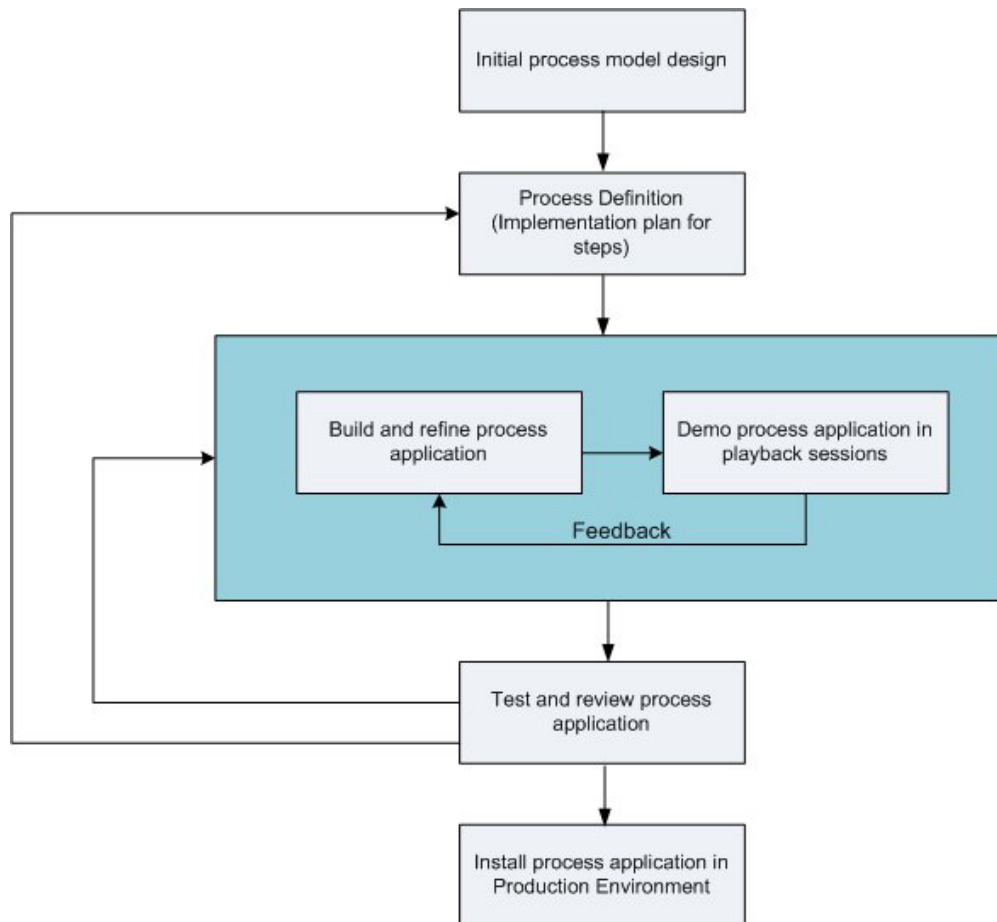 Initial process model design
Process Definition
(Implementation plan for
steps)
Build and refine process
application
Demo process application in
playback sessions
Feedback
Test and review process
application
Install process application in
Production Environment